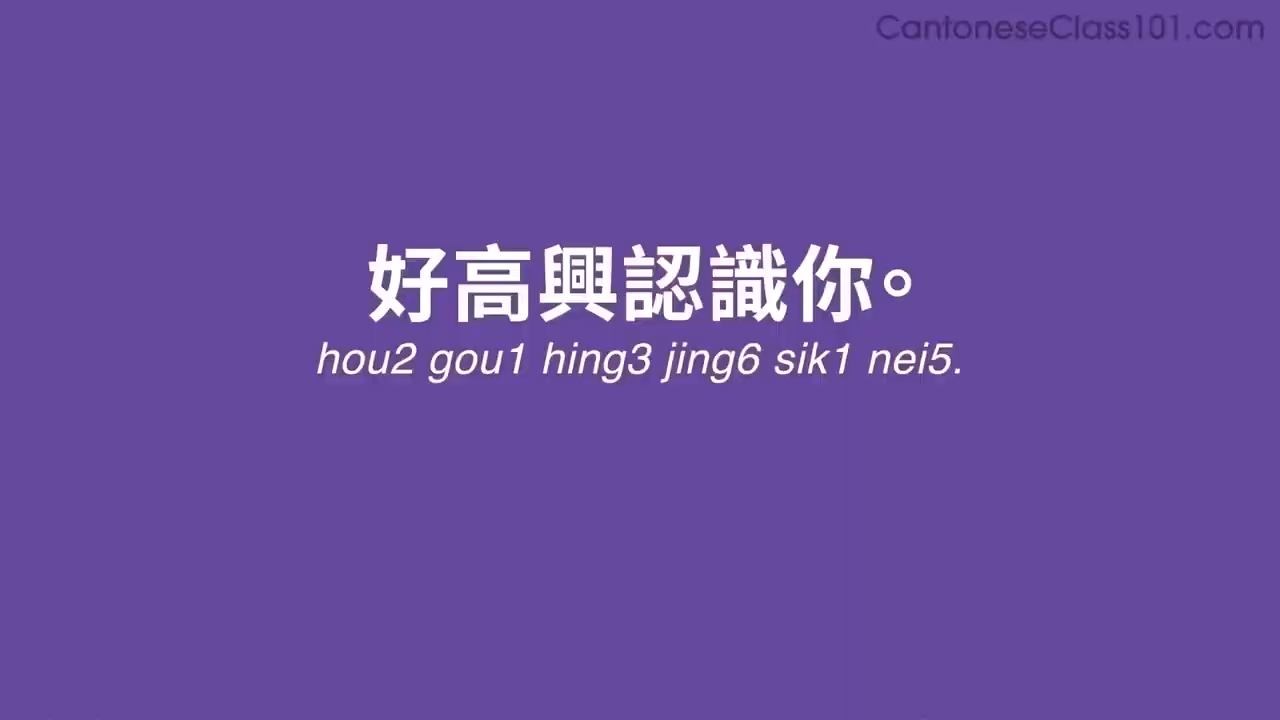 CantoneseClass101.com
好高興認識你。
hou2 gou1 hing3 jing6 sik1 nei5.